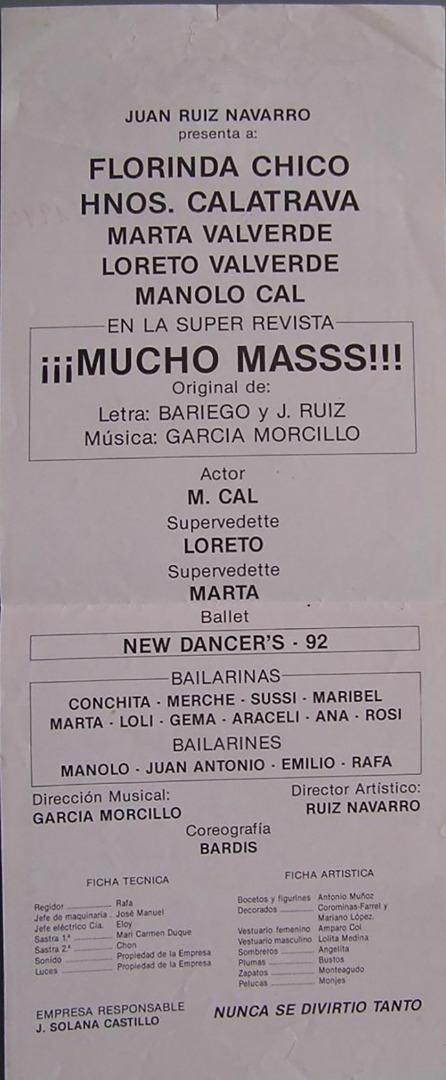 JUAN RUIZ NAVARRO
presenta a:
FLORINDA CHICO
HNOS. CALATRAVA
MARTA VALVERDE
LORETO VALVERDE
MANOLO CAL
EN LA SUPER REVISTA
¡¡¡MUCHO MASSS!!!
Original de:
Letra: BARIEGO y J. RUIZ
Música: GARCIA MORCILLO
Actor
M. CAL
Supervedette
LORETO
Supervedette
MARTA
Ballet
NEW DANCER'S - 92
BAILARINAS
CONCHITA - MERCHE - SUSSI - MARIBEL
MARTA - LOLI - GEMA - ARACELI - ANA - ROSI
BAILARINES
MANOLO - JUAN ANTONIO - EMILIO - RAFA
Dirección Musical:
GARCIA MORCILLO
Director Artístico:
RUIZ NAVARRO
Coreografía
BARDIS
FICHA TECNICA
Regidor Rafa
Jefe de maquinaria . José Manuel
Jefe eléctrico Cia. Eloy
Sastra 1.ª Mari Carmen Duque
Sastra 2.ª Chon
Sonido Propiedad de la Empresa
Luces Propiedad de la Empresa
FICHA ARTISTICA
Bocetos y figurines Antonio Muñoz
Decorados Corominas-Farrel y
Mariano López.
Vestuario femenino Amparo Col
Vestuario masculino Lolita Medina
Sombreros Angelita
Plumas Bustos
Zapatos Monteagudo
Pelucas Monjes
EMPRESA RESPONSABLE
J. SOLANA CASTILLO
NUNCA SE DIVIRTIO TANTO